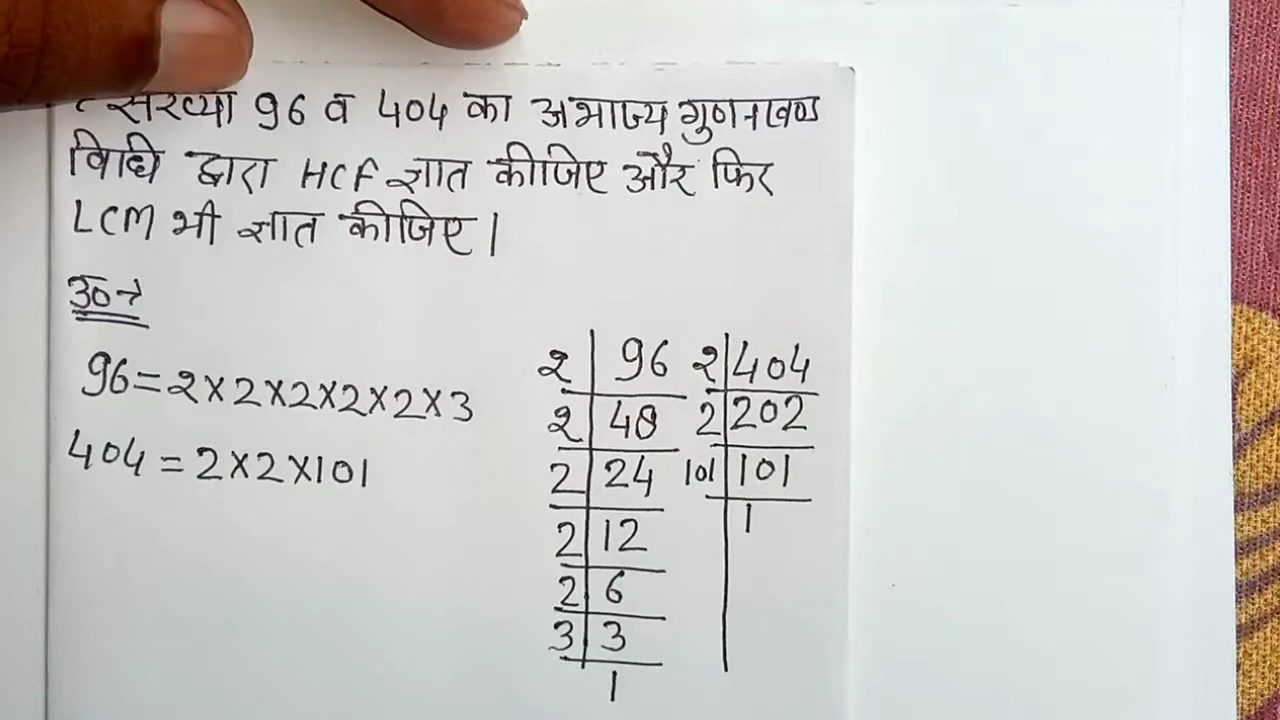 संख्या 96 व 404 का अभाज्य गुणनखण्ड
विधि द्वारा HCF ज्ञात कीजिए और फिर
LCM भी ज्ञात कीजिए।
उ०→
96=2×2×2×2×2×3
404 = 2×2×101
2 | 96
2 | 48
2 | 24
2 | 12
2 | 6
3 | 3
1
2 | 404
2 | 202
101 | 101
1